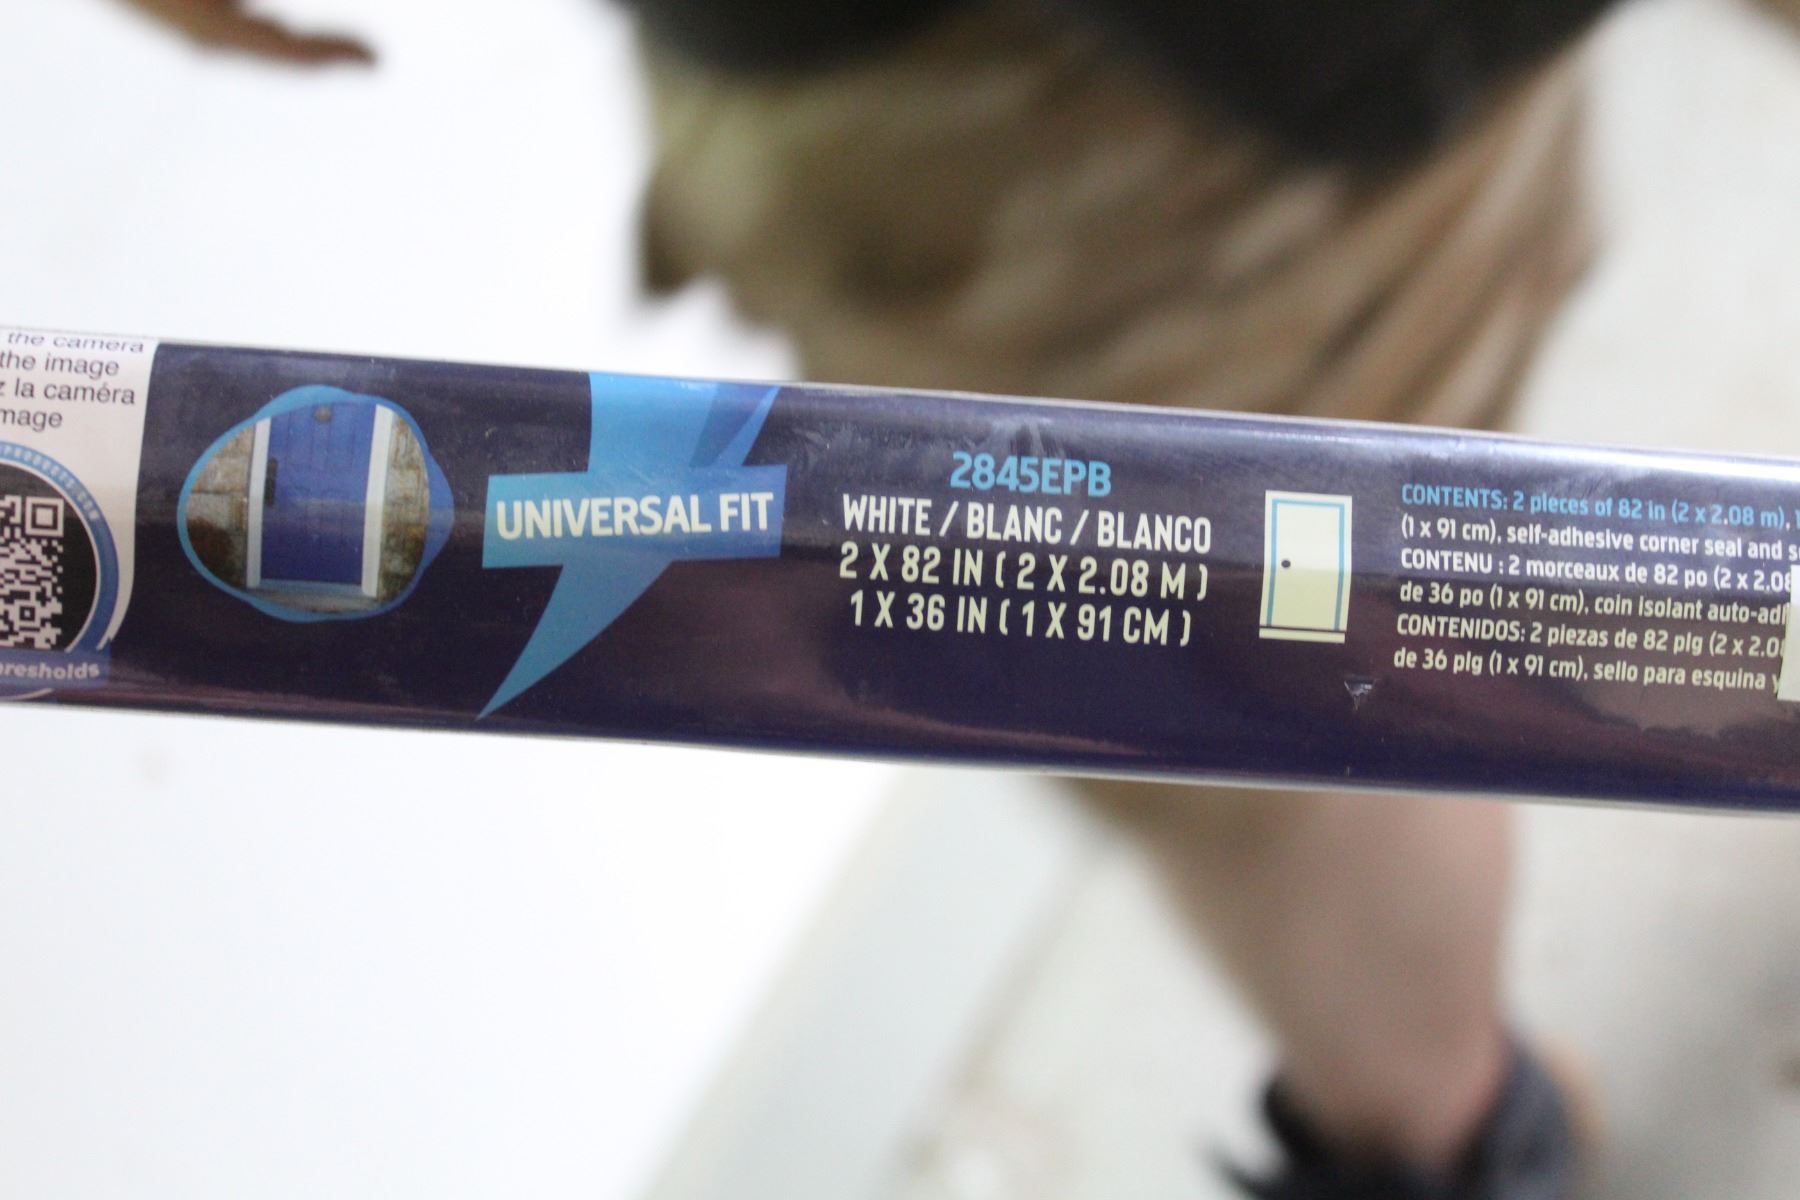 the camera
the image
la caméra
mage
UNIVERSAL FIT
2845EPB
WHITE / BLANC / BLANCO
2 X 82 IN ( 2 X 2.08 M )
1 X 36 IN ( 1 X 91 CM )
CONTENTS: 2 pieces of 82 in (2 x 2.08 m),
(1 x 91 cm), self-adhesive corner seal and
CONTENU : 2 morceaux de 82 po (2 x 2.08
de 36 po (1 x 91 cm), coin isolant auto-ad
CONTENIDOS: 2 piezas de 82 plg (2 x 2.0
de 36 plg (1 x 91 cm), sello para esquina y
resholds